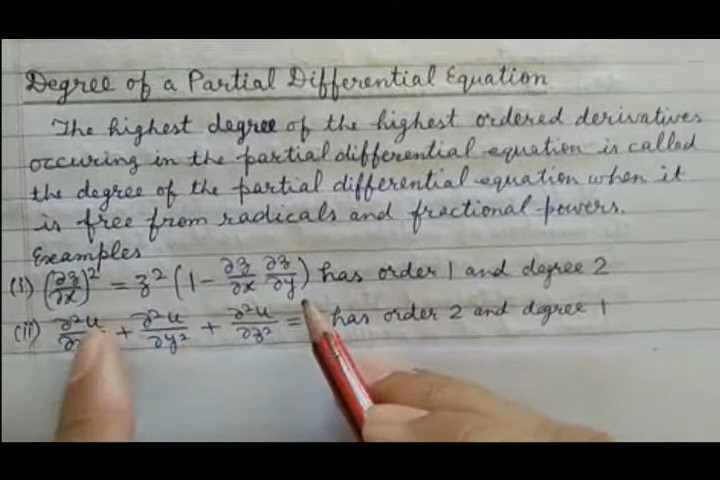 Degree of a Partial Differential Equation
The highest degree of the highest ordered derivatives
occuring in the partial differential equation is called
the degree of the partial differential equation when it
is free from radicals and fractional powers.
Examples
(i) (∂z/∂x)² = z² (1 - ∂z/∂x ∂z/∂y) has order 1 and degree 2
(ii) ∂²u/∂ + ∂²u/∂y² + ∂²u/∂z² = has order 2 and degree 1